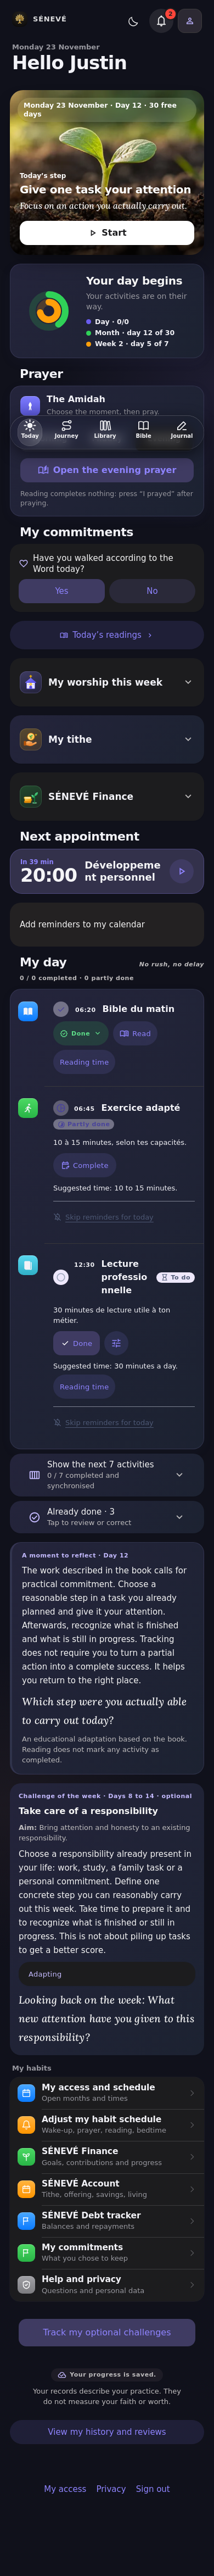 SÉNEVÉ
2
Monday 23 November
Hello Justin
Monday 23 November · Day 12 · 30 free
days
Today's step
Give one task your attention
Focus on an action you actually carry out.
Start
Your day begins
Your activities are on their
way.
Day · 0/0
Month · day 12 of 30
Week 2 · day 5 of 7
Prayer
The Amidah
Choose the moment, then pray.
Today
Journey
Library
Bible
Journal
Open the evening prayer
Reading completes nothing: press “I prayed” after
praying.
My commitments
Have you walked according to the
Word today?
Yes
No
Today’s readings
My worship this week
My tithe
SÉNEVÉ Finance
Next appointment
In 39 min
20:00
Développeme
nt personnel
Add reminders to my calendar
My day
No rush, no delay
0 / 0 completed · 0 partly done
06:20
Bible du matin
Done
Read
Reading time
06:45
Exercice adapté
Partly done
10 à 15 minutes, selon tes capacités.
Complete
Suggested time: 10 to 15 minutes.
Skip reminders for today
12:30
Lecture
professio
nnelle
To do
30 minutes de lecture utile à ton
métier.
Done
Suggested time: 30 minutes a day.
Reading time
Skip reminders for today
Show the next 7 activities
0 / 7 completed and
synchronised
Already done · 3
Tap to review or correct
A moment to reflect · Day 12
The work described in the book calls for
practical commitment. Choose a
reasonable step in a task you already
planned and give it your attention.
Afterwards, recognize what is finished
and what is still in progress. Tracking
does not require you to turn a partial
action into a complete success. It helps
you return to the right place.
Which step were you actually able
to carry out today?
An educational adaptation based on the book.
Reading does not mark any activity as
completed.
Challenge of the week · Days 8 to 14 · optional
Take care of a responsibility
Aim: Bring attention and honesty to an existing
responsibility.
Choose a responsibility already present in
your life: work, study, a family task or a
personal commitment. Define one
concrete step you can reasonably carry
out this week. Take time to prepare it and
to recognize what is finished or still in
progress. This is not about piling up tasks
to get a better score.
Adapting
Looking back on the week: What
new attention have you given to this
responsibility?
My habits
My access and schedule
Open months and times
Adjust my habit schedule
Wake-up, prayer, reading, bedtime
SÉNEVÉ Finance
Goals, contributions and progress
SÉNEVÉ Account
Tithe, offering, savings, living
SÉNEVÉ Debt tracker
Balances and repayments
My commitments
What you chose to keep
Help and privacy
Questions and personal data
Track my optional challenges
Your progress is saved.
Your records describe your practice. They
do not measure your faith or worth.
View my history and reviews
My access
Privacy
Sign out